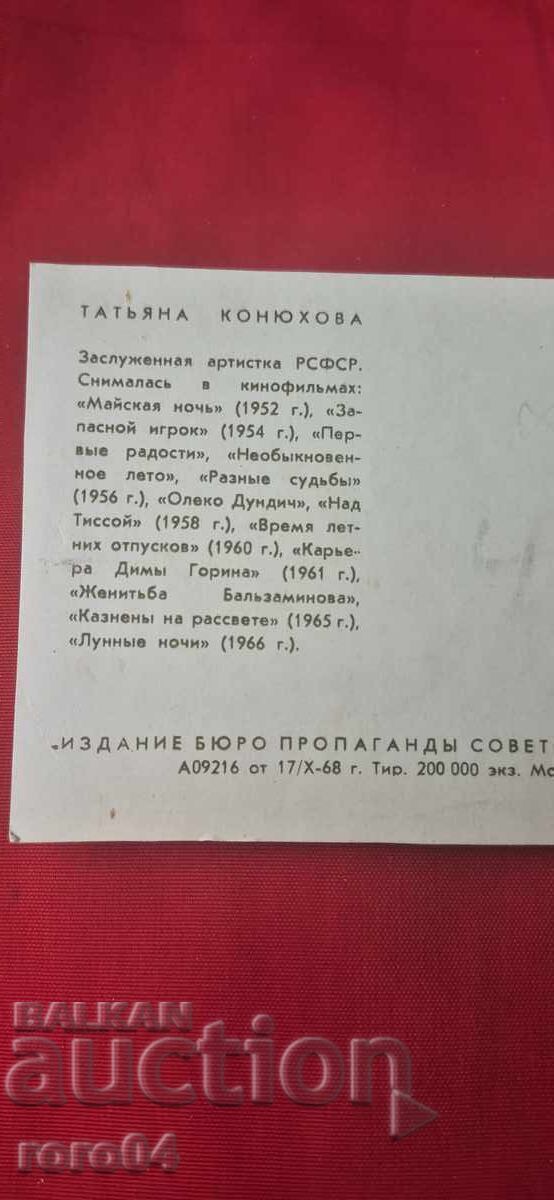 ТАТЬЯНА КОНЮХОВА
Заслуженная артистка РСФСР.
Снималась в кинофильмах:
«Майская ночь» (1952 г.), «За-
пасной игрок» (1954 г.), «Пер-
вые радости», «Необыкновен-
ное лето», «Разные судьбы»
(1956 г.), «Олеко Дундич», «Над
Тиссой» (1958 г.), «Время лет-
них отпусков» (1960 г.), «Карье-
ра Димы Горина» (1961 г.),
«Женитьба Бальзаминова»,
«Казнены на рассвете» (1965 г.),
«Лунные ночи» (1966 г.).
ИЗДАНИЕ БЮРО ПРОПАГАНДЫ СОВЕТ
А09216 от 17/X-68 г. Тир. 200 000 экз. Мо
BALKAN
auction
roro04